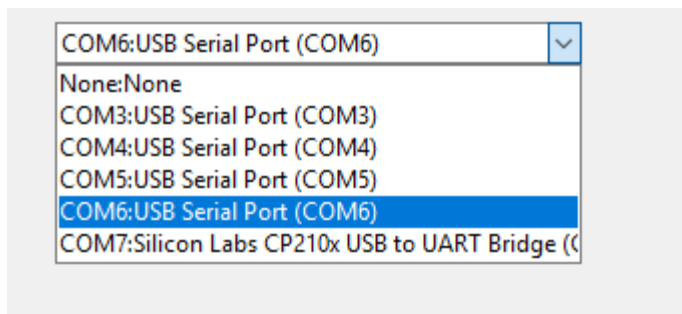 COM6:USB Serial Port (COM6)
None:None
COM3:USB Serial Port (COM3)
COM4:USB Serial Port (COM4)
COM5:USB Serial Port (COM5)
COM6:USB Serial Port (COM6)
COM7:Silicon Labs CP210x USB to UART Bridge (